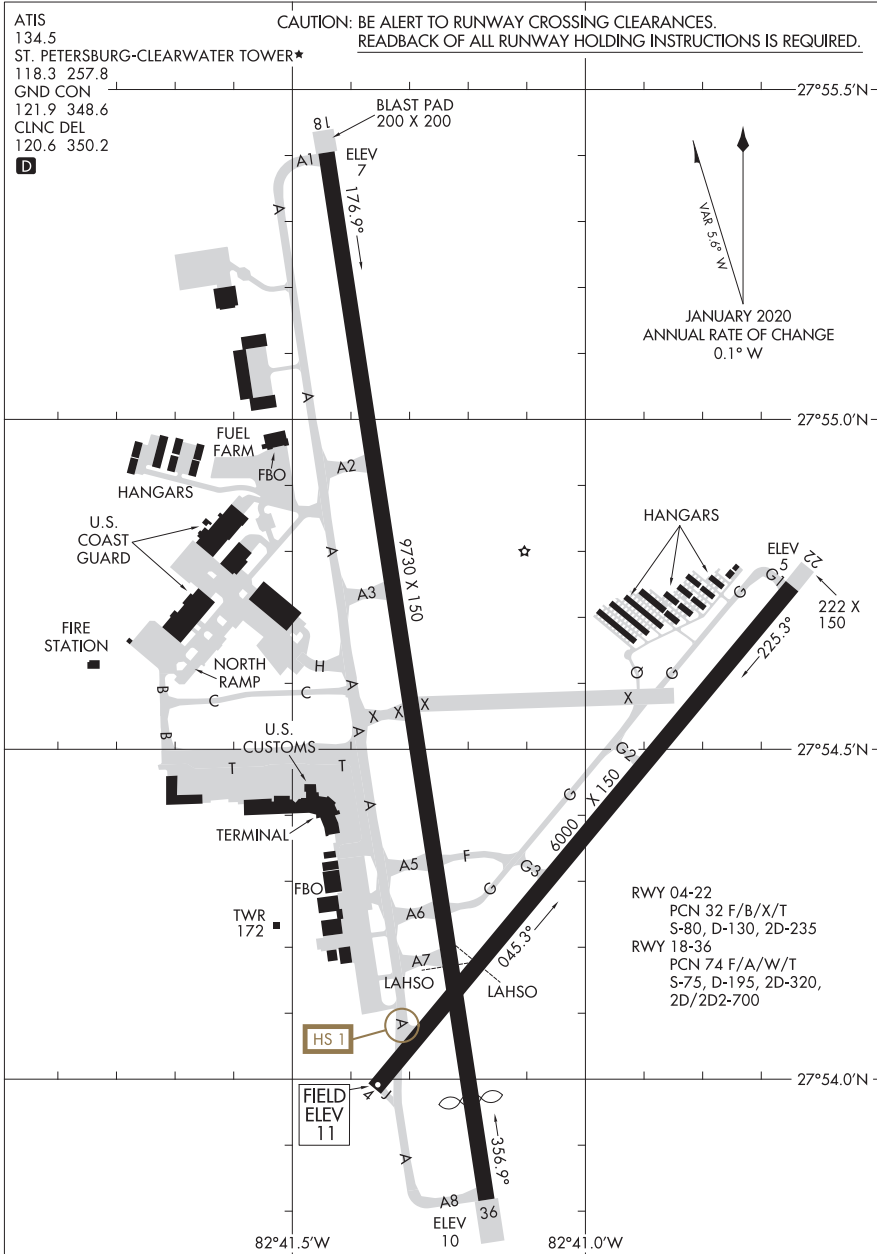 ATIS
134.5
ST. PETERSBURG-CLEARWATER TOWER★
118.3 257.8
GND CON
121.9 348.6
CLNC DEL
120.6 350.2
D
CAUTION: BE ALERT TO RUNWAY CROSSING CLEARANCES.
READBACK OF ALL RUNWAY HOLDING INSTRUCTIONS IS REQUIRED.
27°55.5'N
BLAST PAD
200 X 200
18
A1
ELEV
7
A
176.9°
VAR 5.6° W
JANUARY 2020
ANNUAL RATE OF CHANGE
0.1° W
A
27°55.0'N
FUEL
FARM
FBO
A2
HANGARS
U.S.
COAST
GUARD
A
9730 X 150
HANGARS
ELEV
5
22
G1
G
222 X
150
A3
225.3°
FIRE
STATION
NORTH
RAMP
H
A
Q
G
B
C
C
X
X
X
X
B
A
U.S.
CUSTOMS
27°54.5'N
G2
T
T
A
G
6000 X 150
TERMINAL
A5
F
G3
FBO
G
A6
TWR
172
045.3°
A7
LAHSO
LAHSO
RWY 04-22
PCN 32 F/B/X/T
S-80, D-130, 2D-235
RWY 18-36
PCN 74 F/A/W/T
S-75, D-195, 2D-320,
2D/2D2-700
HS 1
A
27°54.0'N
FIELD
ELEV
11
4
J
356.9°
A
A8
36
ELEV
10
82°41.5'W
82°41.0'W